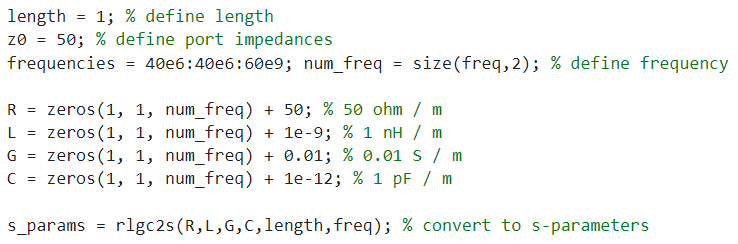 length = 1; % define length
z0 = 50; % define port impedances
frequencies = 40e6:40e6:60e9; num_freq = size(freq,2); % define frequency
R = zeros(1, 1, num_freq) + 50; % 50 ohm / m
L = zeros(1, 1, num_freq) + 1e-9; % 1 nH / m
G = zeros(1, 1, num_freq) + 0.01; % 0.01 S / m
C = zeros(1, 1, num_freq) + 1e-12; % 1 pF / m
s_params = rlgc2s(R,L,G,C,length,freq); % convert to s-parameters